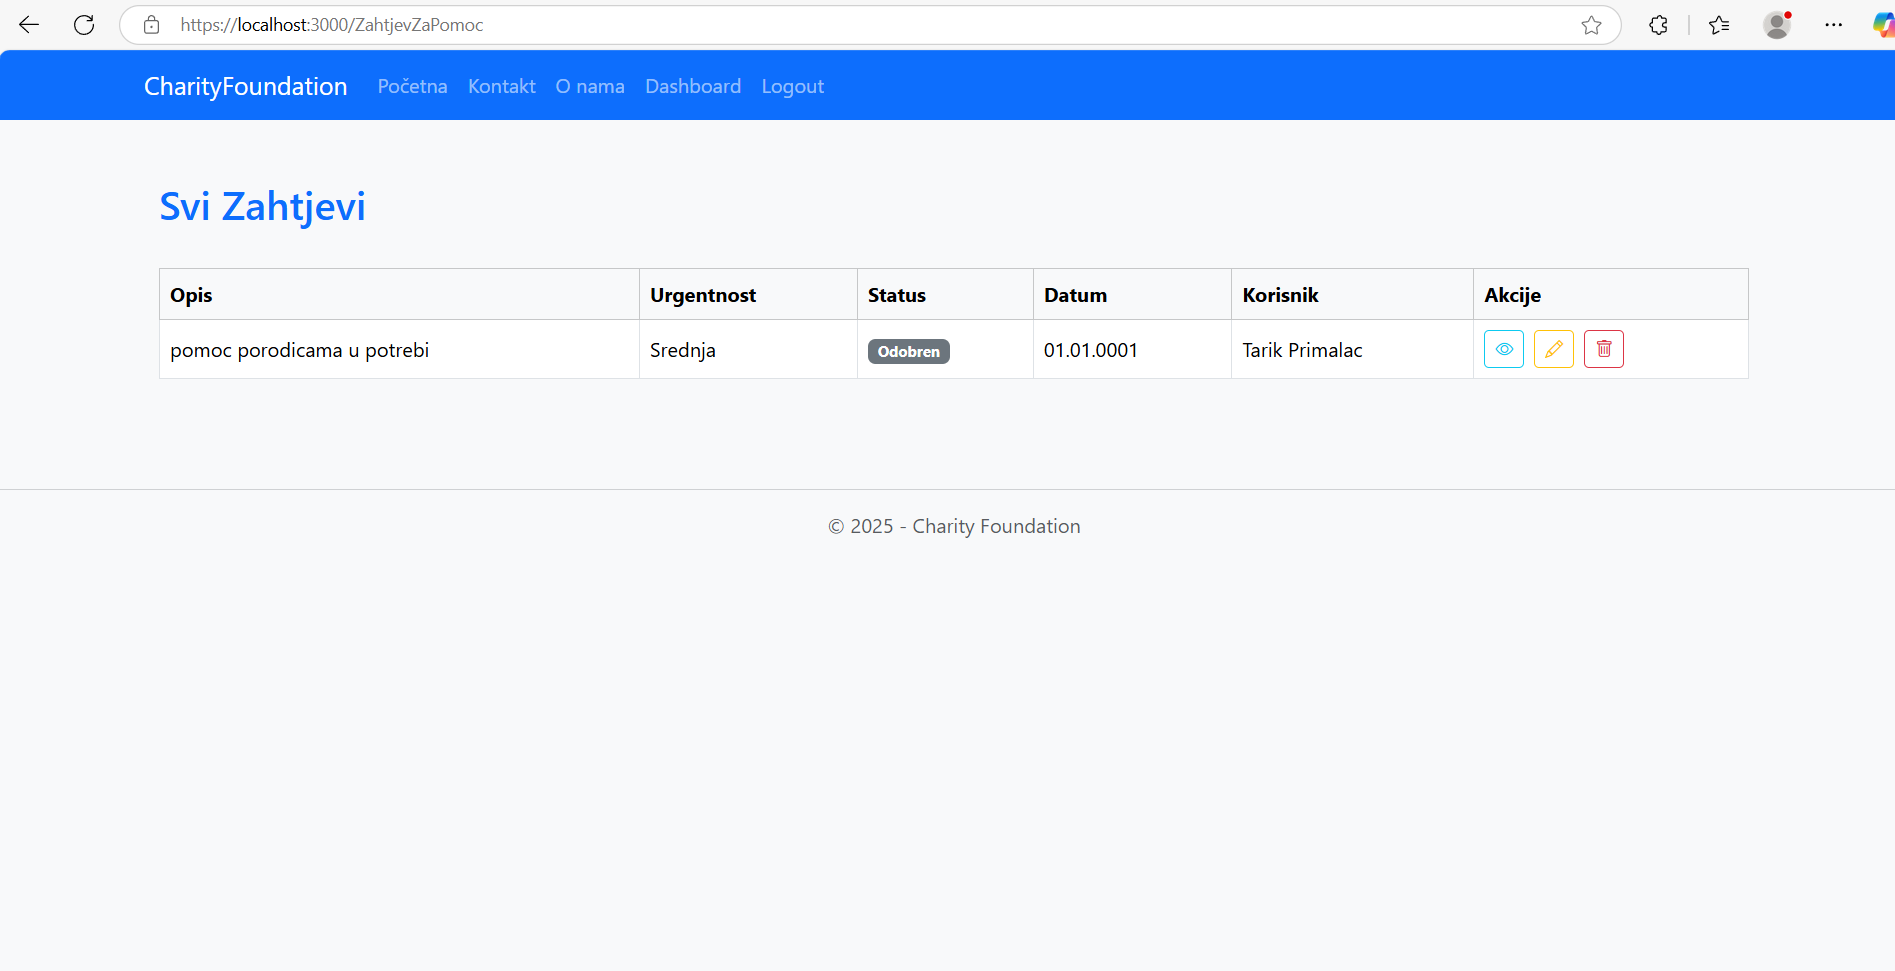 https://localhost:3000/ZahtjevZaPomoc
CharityFoundation Početna Kontakt O nama Dashboard Logout
Svi Zahtjevi
Opis Urgentnost Status Datum Korisnik Akcije
pomoc porodicama u potrebi Srednja Odobren 01.01.0001 Tarik Primalac
© 2025 - Charity Foundation